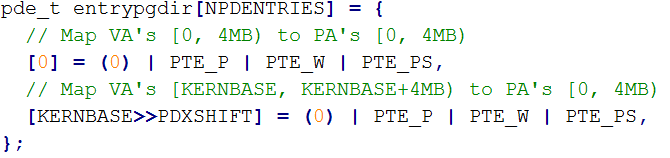 pde_t entrypgdir[NPDENTRIES] = {
  // Map VA's [0, 4MB) to PA's [0, 4MB)
  [0] = (0) | PTE_P | PTE_W | PTE_PS,
  // Map VA's [KERNBASE, KERNBASE+4MB) to PA's [0, 4MB)
  [KERNBASE>>PDXSHIFT] = (0) | PTE_P | PTE_W | PTE_PS,
};